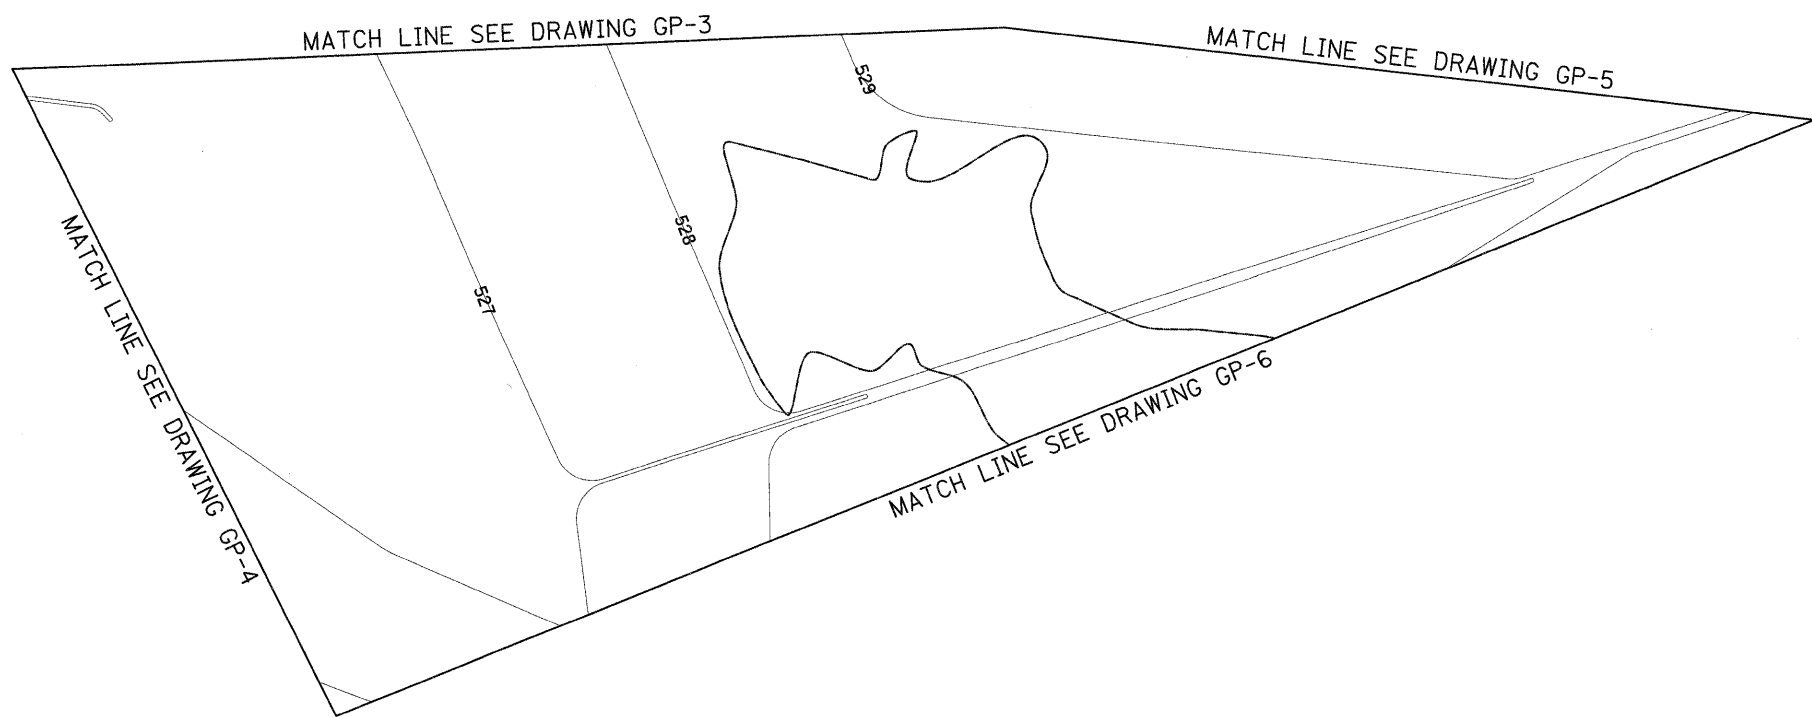 MATCH LINE SEE DRAWING GP-3
MATCH LINE SEE DRAWING GP-5
529
528
527
MATCH LINE SEE DRAWING GP-4
MATCH LINE SEE DRAWING GP-6